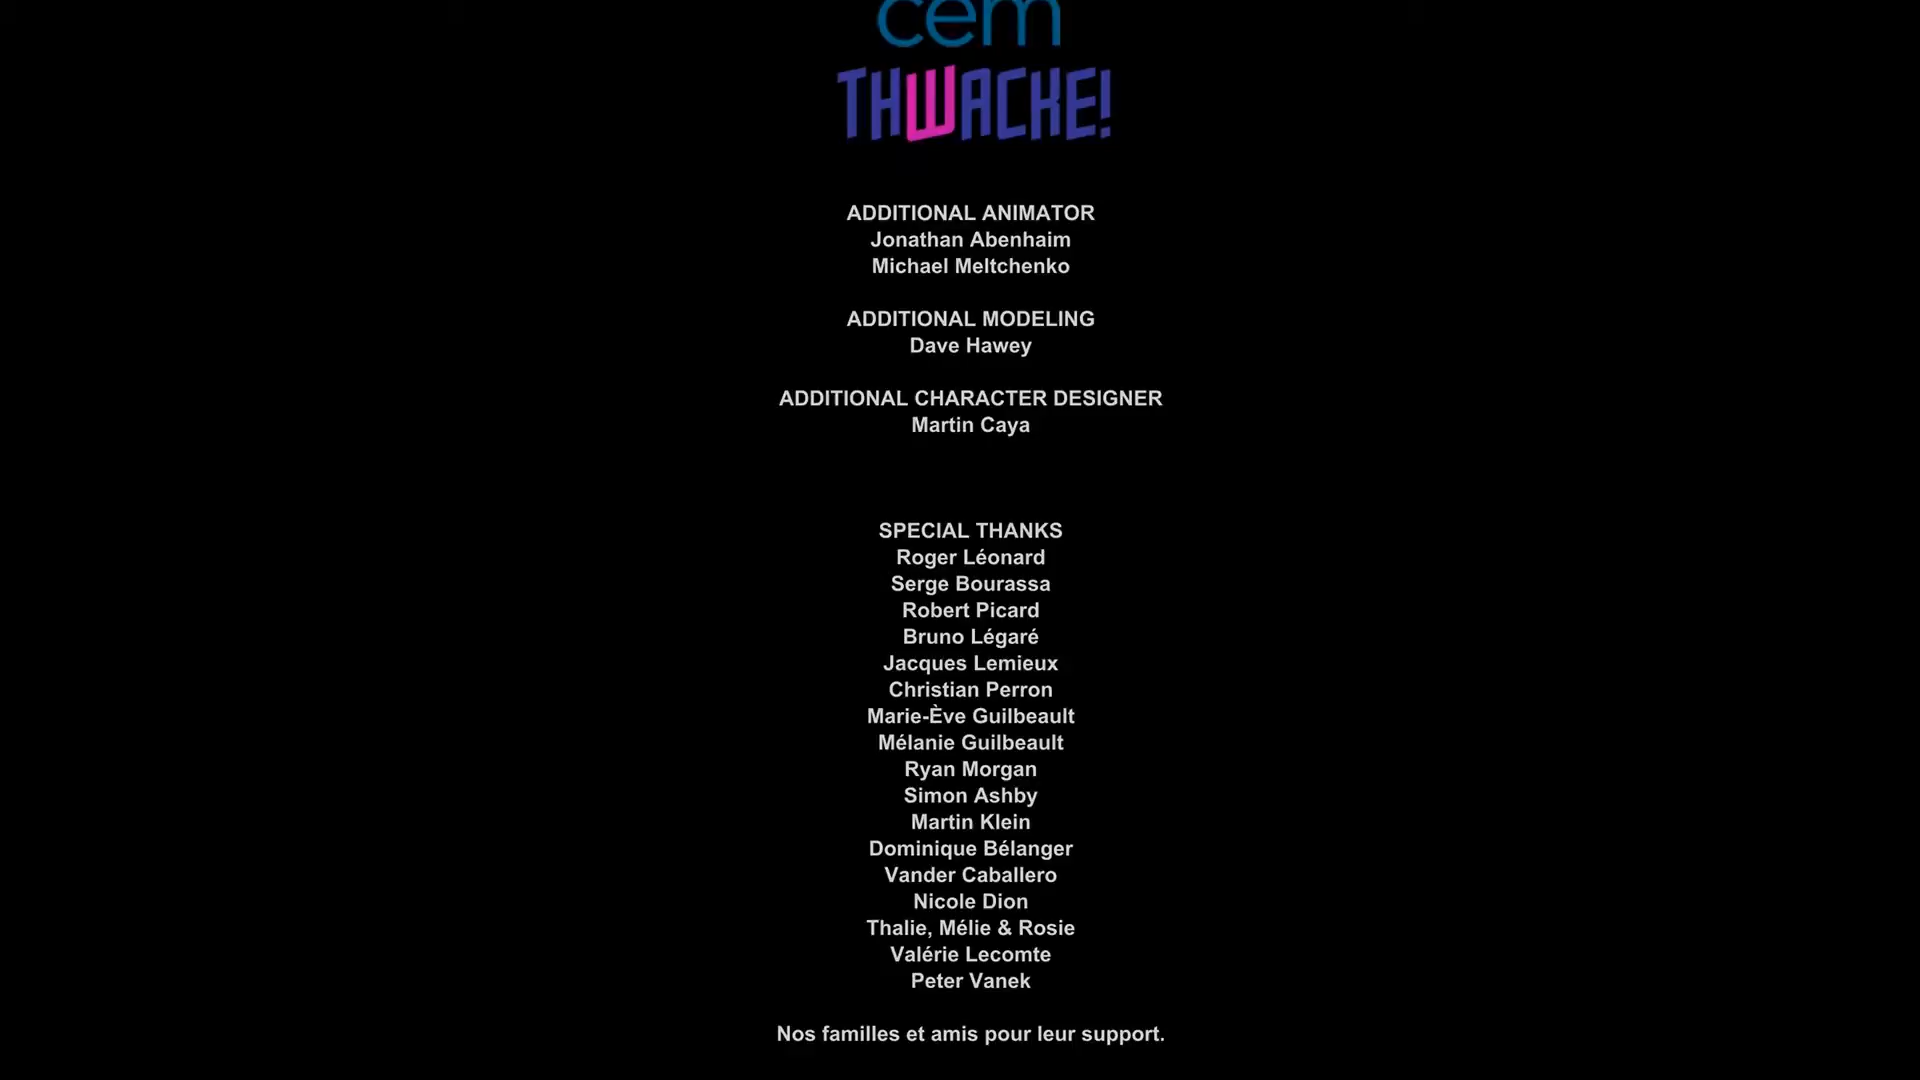 cem
THWACKE!
ADDITIONAL ANIMATOR
Jonathan Abenhaim
Michael Meltchenko
ADDITIONAL MODELING
Dave Hawey
ADDITIONAL CHARACTER DESIGNER
Martin Caya
SPECIAL THANKS
Roger Léonard
Serge Bourassa
Robert Picard
Bruno Légaré
Jacques Lemieux
Christian Perron
Marie-Ève Guilbeault
Mélanie Guilbeault
Ryan Morgan
Simon Ashby
Martin Klein
Dominique Bélanger
Vander Caballero
Nicole Dion
Thalie, Mélie & Rosie
Valérie Lecomte
Peter Vanek
Nos familles et amis pour leur support.